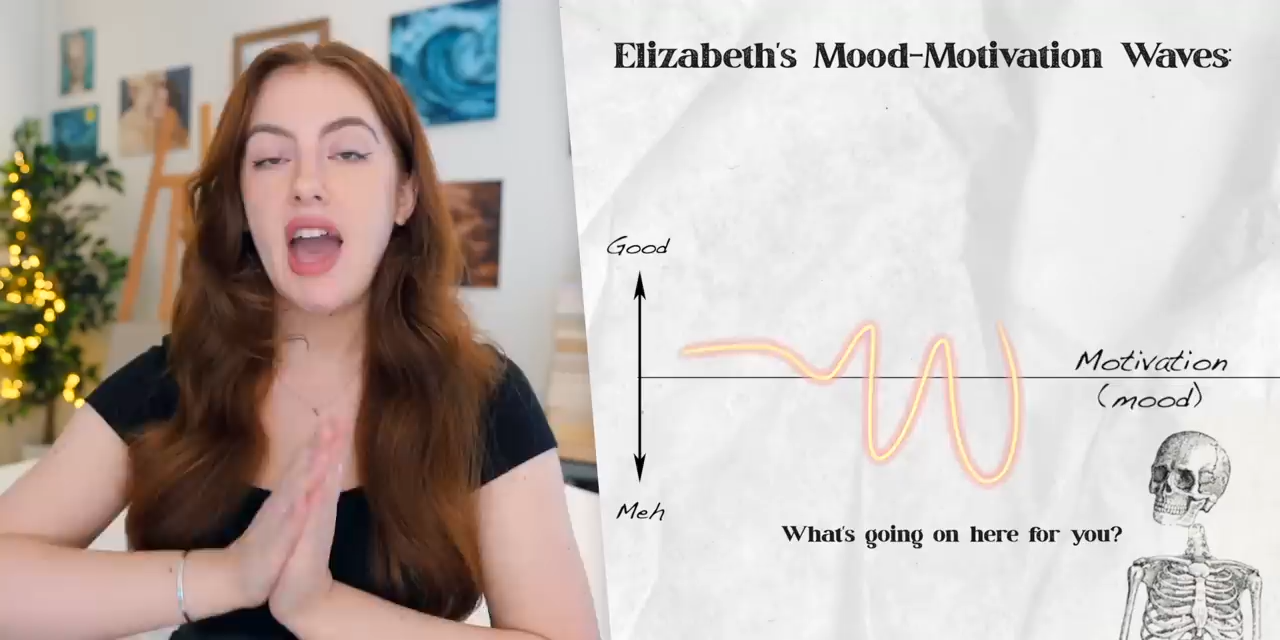 Elizabeth's Mood-Motivation Waves:
Good
Motivation
(mood)
Meh
What's going on here for you?